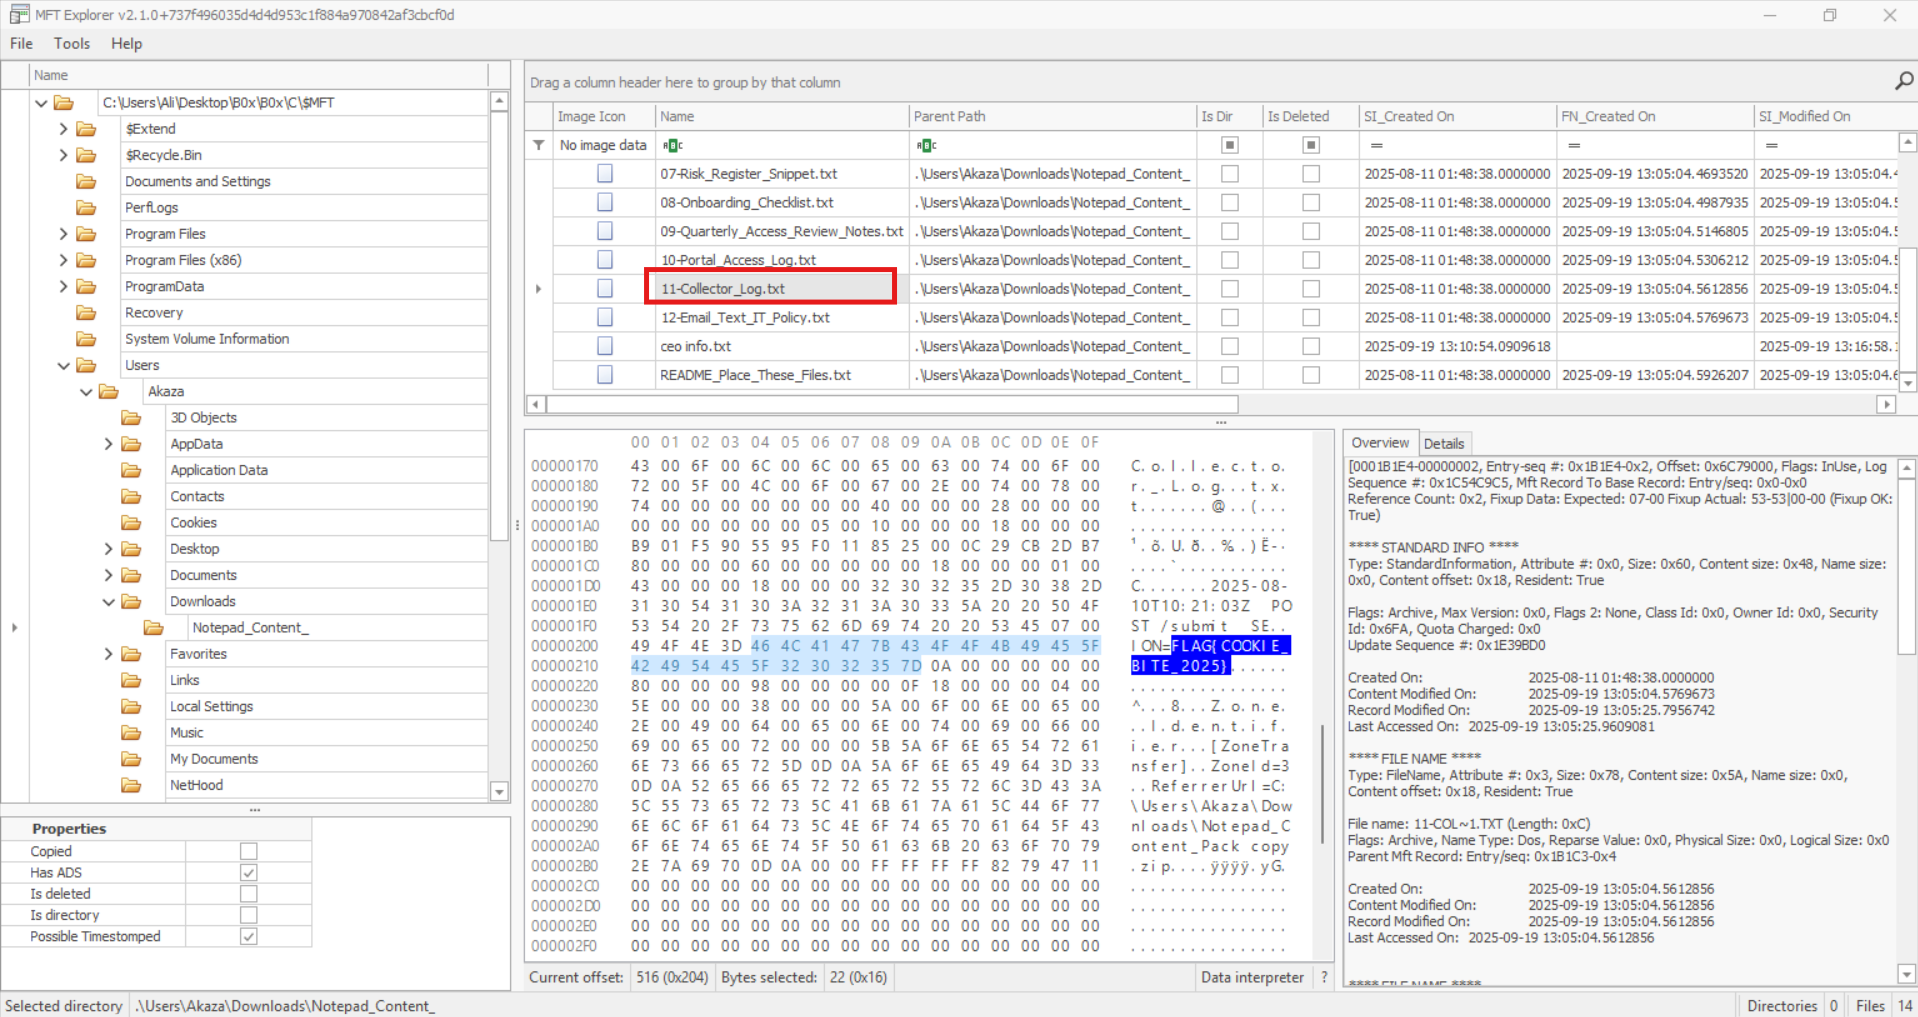 MFT Explorer v2.1.0+737f496035d4d4d953c1f884a970842af3cbcf0d
File Tools Help
Name
C:\Users\Ali\Desktop\B0x\B0x\C\$MFT
$Extend
$Recycle.Bin
Documents and Settings
PerfLogs
Program Files
Program Files (x86)
ProgramData
Recovery
System Volume Information
Users
Akaza
3D Objects
AppData
Application Data
Contacts
Cookies
Desktop
Documents
Downloads
Notepad_Content_
Favorites
Links
Local Settings
Music
My Documents
NetHood
Properties
Copied
Has ADS
Is deleted
Is directory
Possible Timestomped
Drag a column header here to group by that column
Image Icon Name Parent Path Is Dir Is Deleted SI_Created On FN_Created On SI_Modified On
No image data = = =
07-Risk_Register_Snippet.txt .\Users\Akaza\Downloads\Notepad_Content_ 2025-08-11 01:48:38.0000000 2025-09-19 13:05:04.4693520 2025-09-19 13:05:04.4
08-Onboarding_Checklist.txt .\Users\Akaza\Downloads\Notepad_Content_ 2025-08-11 01:48:38.0000000 2025-09-19 13:05:04.4987935 2025-09-19 13:05:04.5
09-Quarterly_Access_Review_Notes.txt .\Users\Akaza\Downloads\Notepad_Content_ 2025-08-11 01:48:38.0000000 2025-09-19 13:05:04.5146805 2025-09-19 13:05:04.5
10-Portal_Access_Log.txt .\Users\Akaza\Downloads\Notepad_Content_ 2025-08-11 01:48:38.0000000 2025-09-19 13:05:04.5306212 2025-09-19 13:05:04.5
11-Collector_Log.txt .\Users\Akaza\Downloads\Notepad_Content_ 2025-08-11 01:48:38.0000000 2025-09-19 13:05:04.5612856 2025-09-19 13:05:04.5
12-Email_Text_IT_Policy.txt .\Users\Akaza\Downloads\Notepad_Content_ 2025-08-11 01:48:38.0000000 2025-09-19 13:05:04.5769673 2025-09-19 13:05:04.5
ceo info.txt .\Users\Akaza\Downloads\Notepad_Content_ 2025-09-19 13:10:54.0909618 2025-09-19 13:16:58.
README_Place_These_Files.txt .\Users\Akaza\Downloads\Notepad_Content_ 2025-08-11 01:48:38.0000000 2025-09-19 13:05:04.5926207 2025-09-19 13:05:04.6
00 01 02 03 04 05 06 07 08 09 0A 0B 0C 0D 0E 0F
00000170 43 00 6F 00 6C 00 6C 00 65 00 63 00 74 00 6F 00 C.o.l.l.e.c.t.o.
00000180 72 00 5F 00 4C 00 6F 00 67 00 2E 00 74 00 78 00 r._.L.o.g...t.x.
00000190 74 00 00 00 00 00 00 00 40 00 00 00 28 00 00 00 t.......@...(...
000001A0 00 00 00 00 00 00 05 00 10 00 00 00 18 00 00 00 ................
000001B0 B9 01 F5 90 55 95 F0 11 85 25 00 0C 29 CB 2D B7 ¹.õ.U.ð..%..)Ë-·
000001C0 80 00 00 00 60 00 00 00 00 00 18 00 00 00 01 00 ....`...........
000001D0 43 00 00 00 18 00 00 00 32 30 32 35 2D 30 38 2D C.......2025-08-
000001E0 31 30 54 31 30 3A 32 31 3A 30 33 5A 20 20 50 4F 10T10:21:03Z  PO
000001F0 53 54 20 2F 73 75 62 6D 69 74 20 20 53 45 07 00 ST /submit  SE..
00000200 49 4F 4E 3D 46 4C 41 47 7B 43 4F 4F 4B 49 45 5F ION=FLAG{COOKIE_
00000210 42 49 54 45 5F 32 30 32 35 7D 0A 00 00 00 00 00 BITE_2025}......
00000220 80 00 00 00 98 00 00 00 00 0F 18 00 00 00 04 00 ................
00000230 5E 00 00 00 38 00 00 00 5A 00 6F 00 6E 00 65 00 ^...8...Z.o.n.e.
00000240 2E 00 49 00 64 00 65 00 6E 00 74 00 69 00 66 00 ..I.d.e.n.t.i.f.
00000250 69 00 65 00 72 00 00 00 5B 5A 6F 6E 65 54 72 61 i.e.r...[ZoneTra
00000260 6E 73 66 65 72 5D 0D 0A 5A 6F 6E 65 49 64 3D 33 nsfer]..ZoneId=3
00000270 0D 0A 52 65 66 65 72 72 65 72 55 72 6C 3D 43 3A ..ReferrerUrl=C:
00000280 5C 55 73 65 72 73 5C 41 6B 61 7A 61 5C 44 6F 77 \Users\Akaza\Dow
00000290 6E 6C 6F 61 64 73 5C 4E 6F 74 65 70 61 64 5F 43 nloads\Notepad_C
000002A0 6F 6E 74 65 6E 74 5F 50 61 63 6B 20 63 6F 70 79 ontent_Pack copy
000002B0 2E 7A 69 70 0D 0A 00 00 FF FF FF FF 82 79 47 11 .zip....ÿÿÿÿ.yG.
000002C0 00 00 00 00 00 00 00 00 00 00 00 00 00 00 00 00 ................
000002D0 00 00 00 00 00 00 00 00 00 00 00 00 00 00 00 00 ................
000002E0 00 00 00 00 00 00 00 00 00 00 00 00 00 00 00 00 ................
000002F0 00 00 00 00 00 00 00 00 00 00 00 00 00 00 00 00 ................
Current offset: 516 (0x204) Bytes selected: 22 (0x16) Data interpreter ?
Overview Details
[0001B1E4-00000002, Entry-seq #: 0x1B1E4-0x2, Offset: 0x6C79000, Flags: InUse, Log
Sequence #: 0x1C54C9C5, Mft Record To Base Record: Entry/seq: 0x0-0x0
Reference Count: 0x2, Fixup Data: Expected: 07-00 Fixup Actual: 53-53|00-00 (Fixup OK:
True)
**** STANDARD INFO ****
Type: StandardInformation, Attribute #: 0x0, Size: 0x60, Content size: 0x48, Name size:
0x0, Content offset: 0x18, Resident: True
Flags: Archive, Max Version: 0x0, Flags 2: None, Class Id: 0x0, Owner Id: 0x0, Security
Id: 0x6FA, Quota Charged: 0x0
Update Sequence #: 0x1E39BD0
Created On: 2025-08-11 01:48:38.0000000
Content Modified On: 2025-09-19 13:05:04.5769673
Record Modified On: 2025-09-19 13:05:25.7956742
Last Accessed On: 2025-09-19 13:05:25.9609081
**** FILE NAME ****
Type: FileName, Attribute #: 0x3, Size: 0x78, Content size: 0x5A, Name size: 0x0,
Content offset: 0x18, Resident: True
File name: 11-COL~1.TXT (Length: 0xC)
Flags: Archive, Name Type: Dos, Reparse Value: 0x0, Physical Size: 0x0, Logical Size: 0x0
Parent Mft Record: Entry/seq: 0x1B1C3-0x4
Created On: 2025-09-19 13:05:04.5612856
Content Modified On: 2025-09-19 13:05:04.5612856
Record Modified On: 2025-09-19 13:05:04.5612856
Last Accessed On: 2025-09-19 13:05:04.5612856
**** FILE NAME ****
Selected directory .\Users\Akaza\Downloads\Notepad_Content_ Directories 0 Files 14